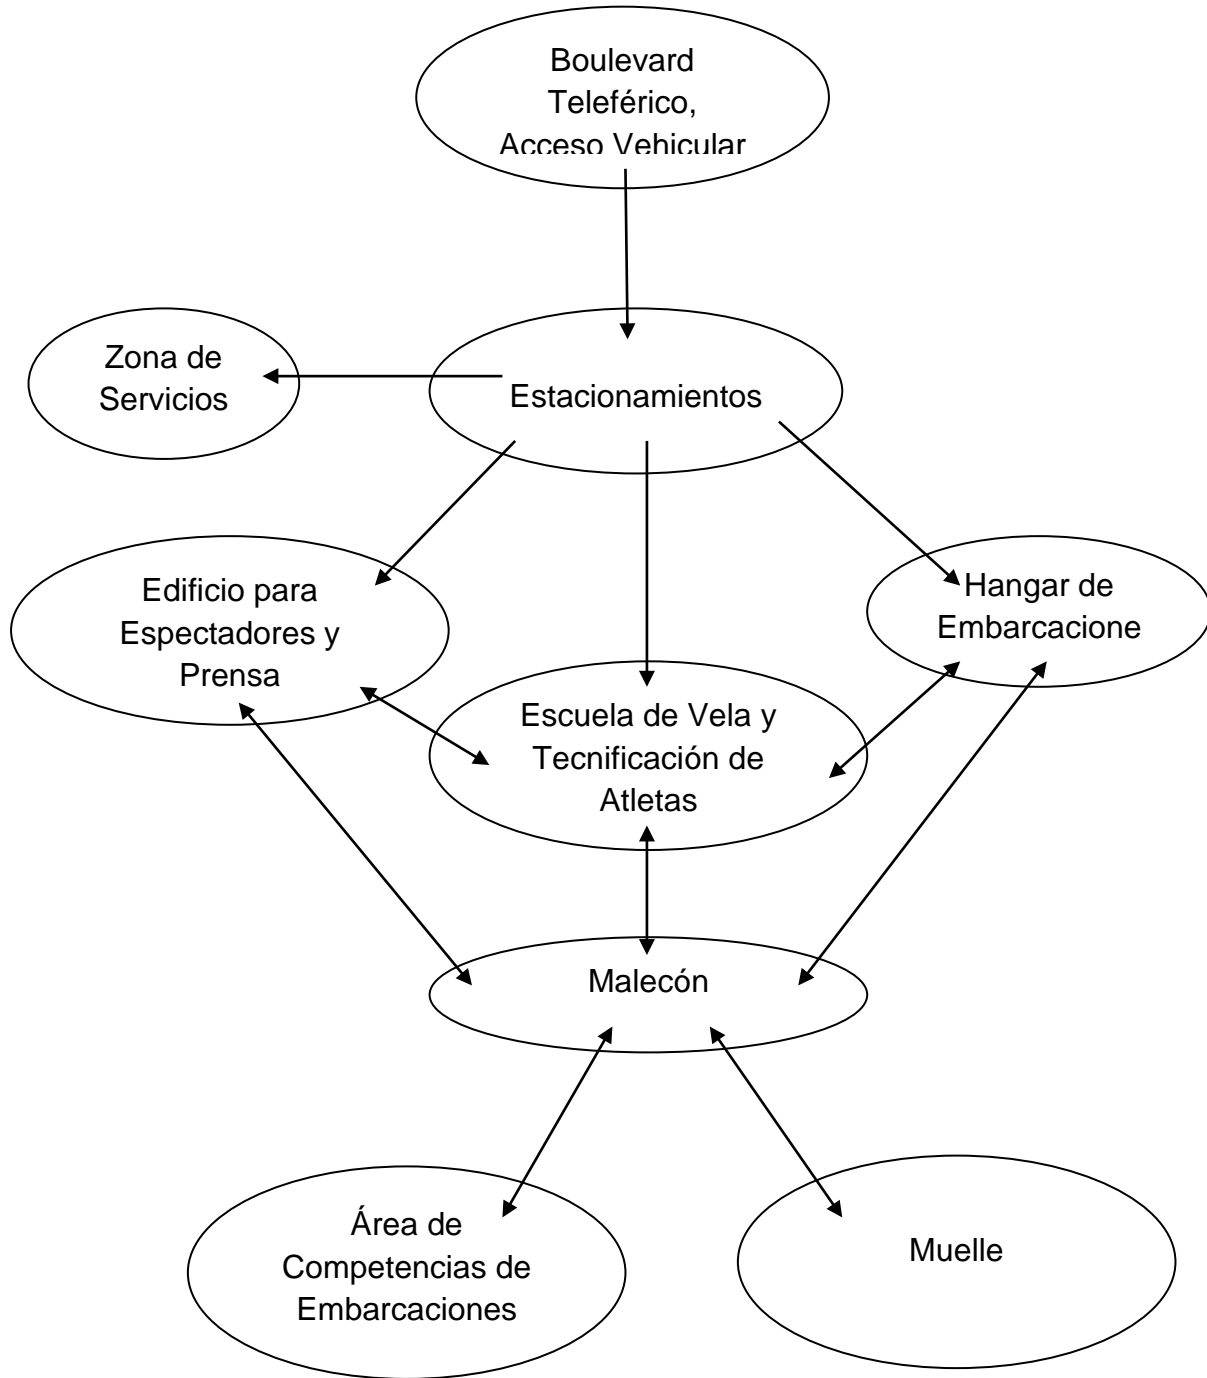 Boulevard
Teleférico,
Acceso Vehicular
Zona de
Servicios
Estacionamientos
Edificio para
Espectadores y
Prensa
Hangar de
Embarcacione
Escuela de Vela y
Tecnificación de
Atletas
Malecón
Área de
Competencias de
Embarcaciones
Muelle